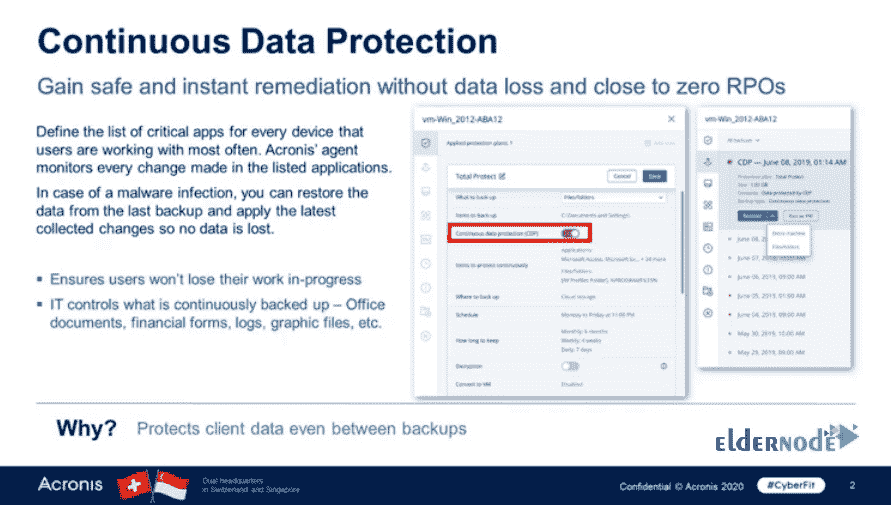 Continuous Data Protection
Gain safe and instant remediation without data loss and close to zero RPOs
Define the list of critical apps for every device that
users are working with most often. Acronis' agent
monitors every change made in the listed applications.
In case of a malware infection, you can restore the
data from the last backup and apply the latest
collected changes so no data is lost.
Ensures users won't lose their work in-progress
IT controls what is continuously backed up – Office
documents, financial forms, logs, graphic files, etc.
vm-Win_2012-ABA12
Applied protection plans 1
Total Protect
Cancel
Save
What to back up
Files/folders
Items to Back up
C:/Documents and Settings
Continuous data protection (CDP)
Applications:
Items to protect continuously
Files/Folders:
Where to back up
Cloud storage
Schedule
Monday to Friday at 11:00 PM
How long to keep
Monthly: 6 months
Weekly: 4 weeks
Daily: 7 days
Encryption
Convert to VM
Disabled
vm-Win_2012-ABA12
All backups
CDP — June 08, 2019, 01:14 AM
Total Protect
Recover
Run as VM
Entire machine
Files/folders
June 06, 2019, 09:00 AM
June 05, 2019, 01:00 AM
June 04, 2019, 09:00 AM
May 30, 2019, 10:00 AM
May 29, 2019, 09:00 AM
Why?
Protects client data even between backups
ELDERNODE
Acronis
Dual headquarters
in Switzerland and Singapore
Confidential © Acronis 2020
#CyberFit
2